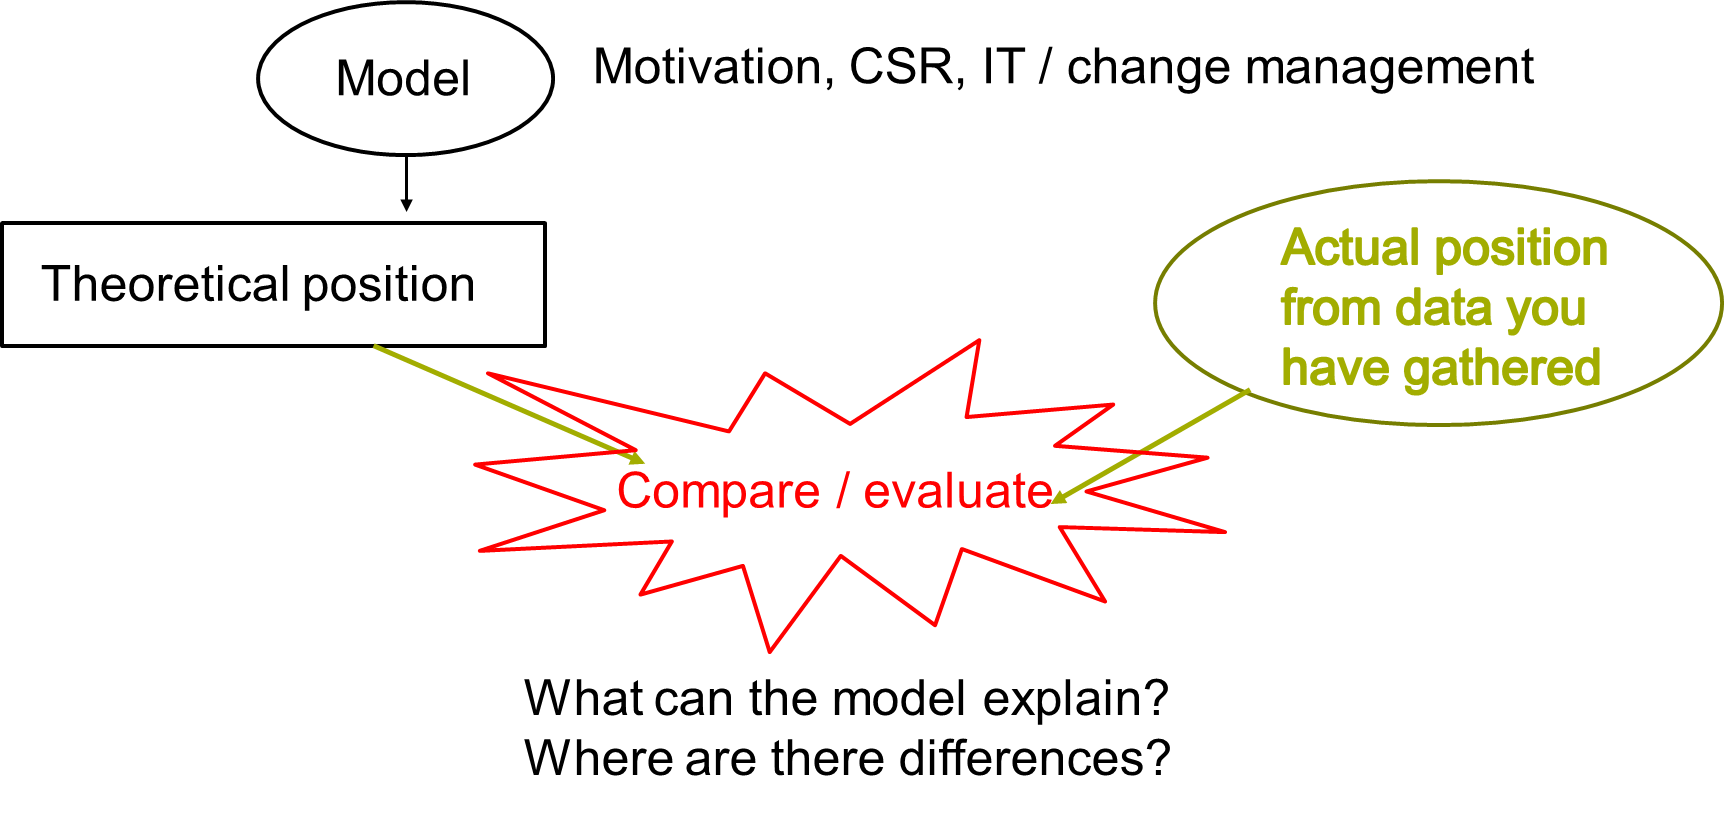 Model
Motivation, CSR, IT / change management
Theoretical position
Actual position
from data you
have gathered
Compare / evaluate
What can the model explain?
Where are there differences?